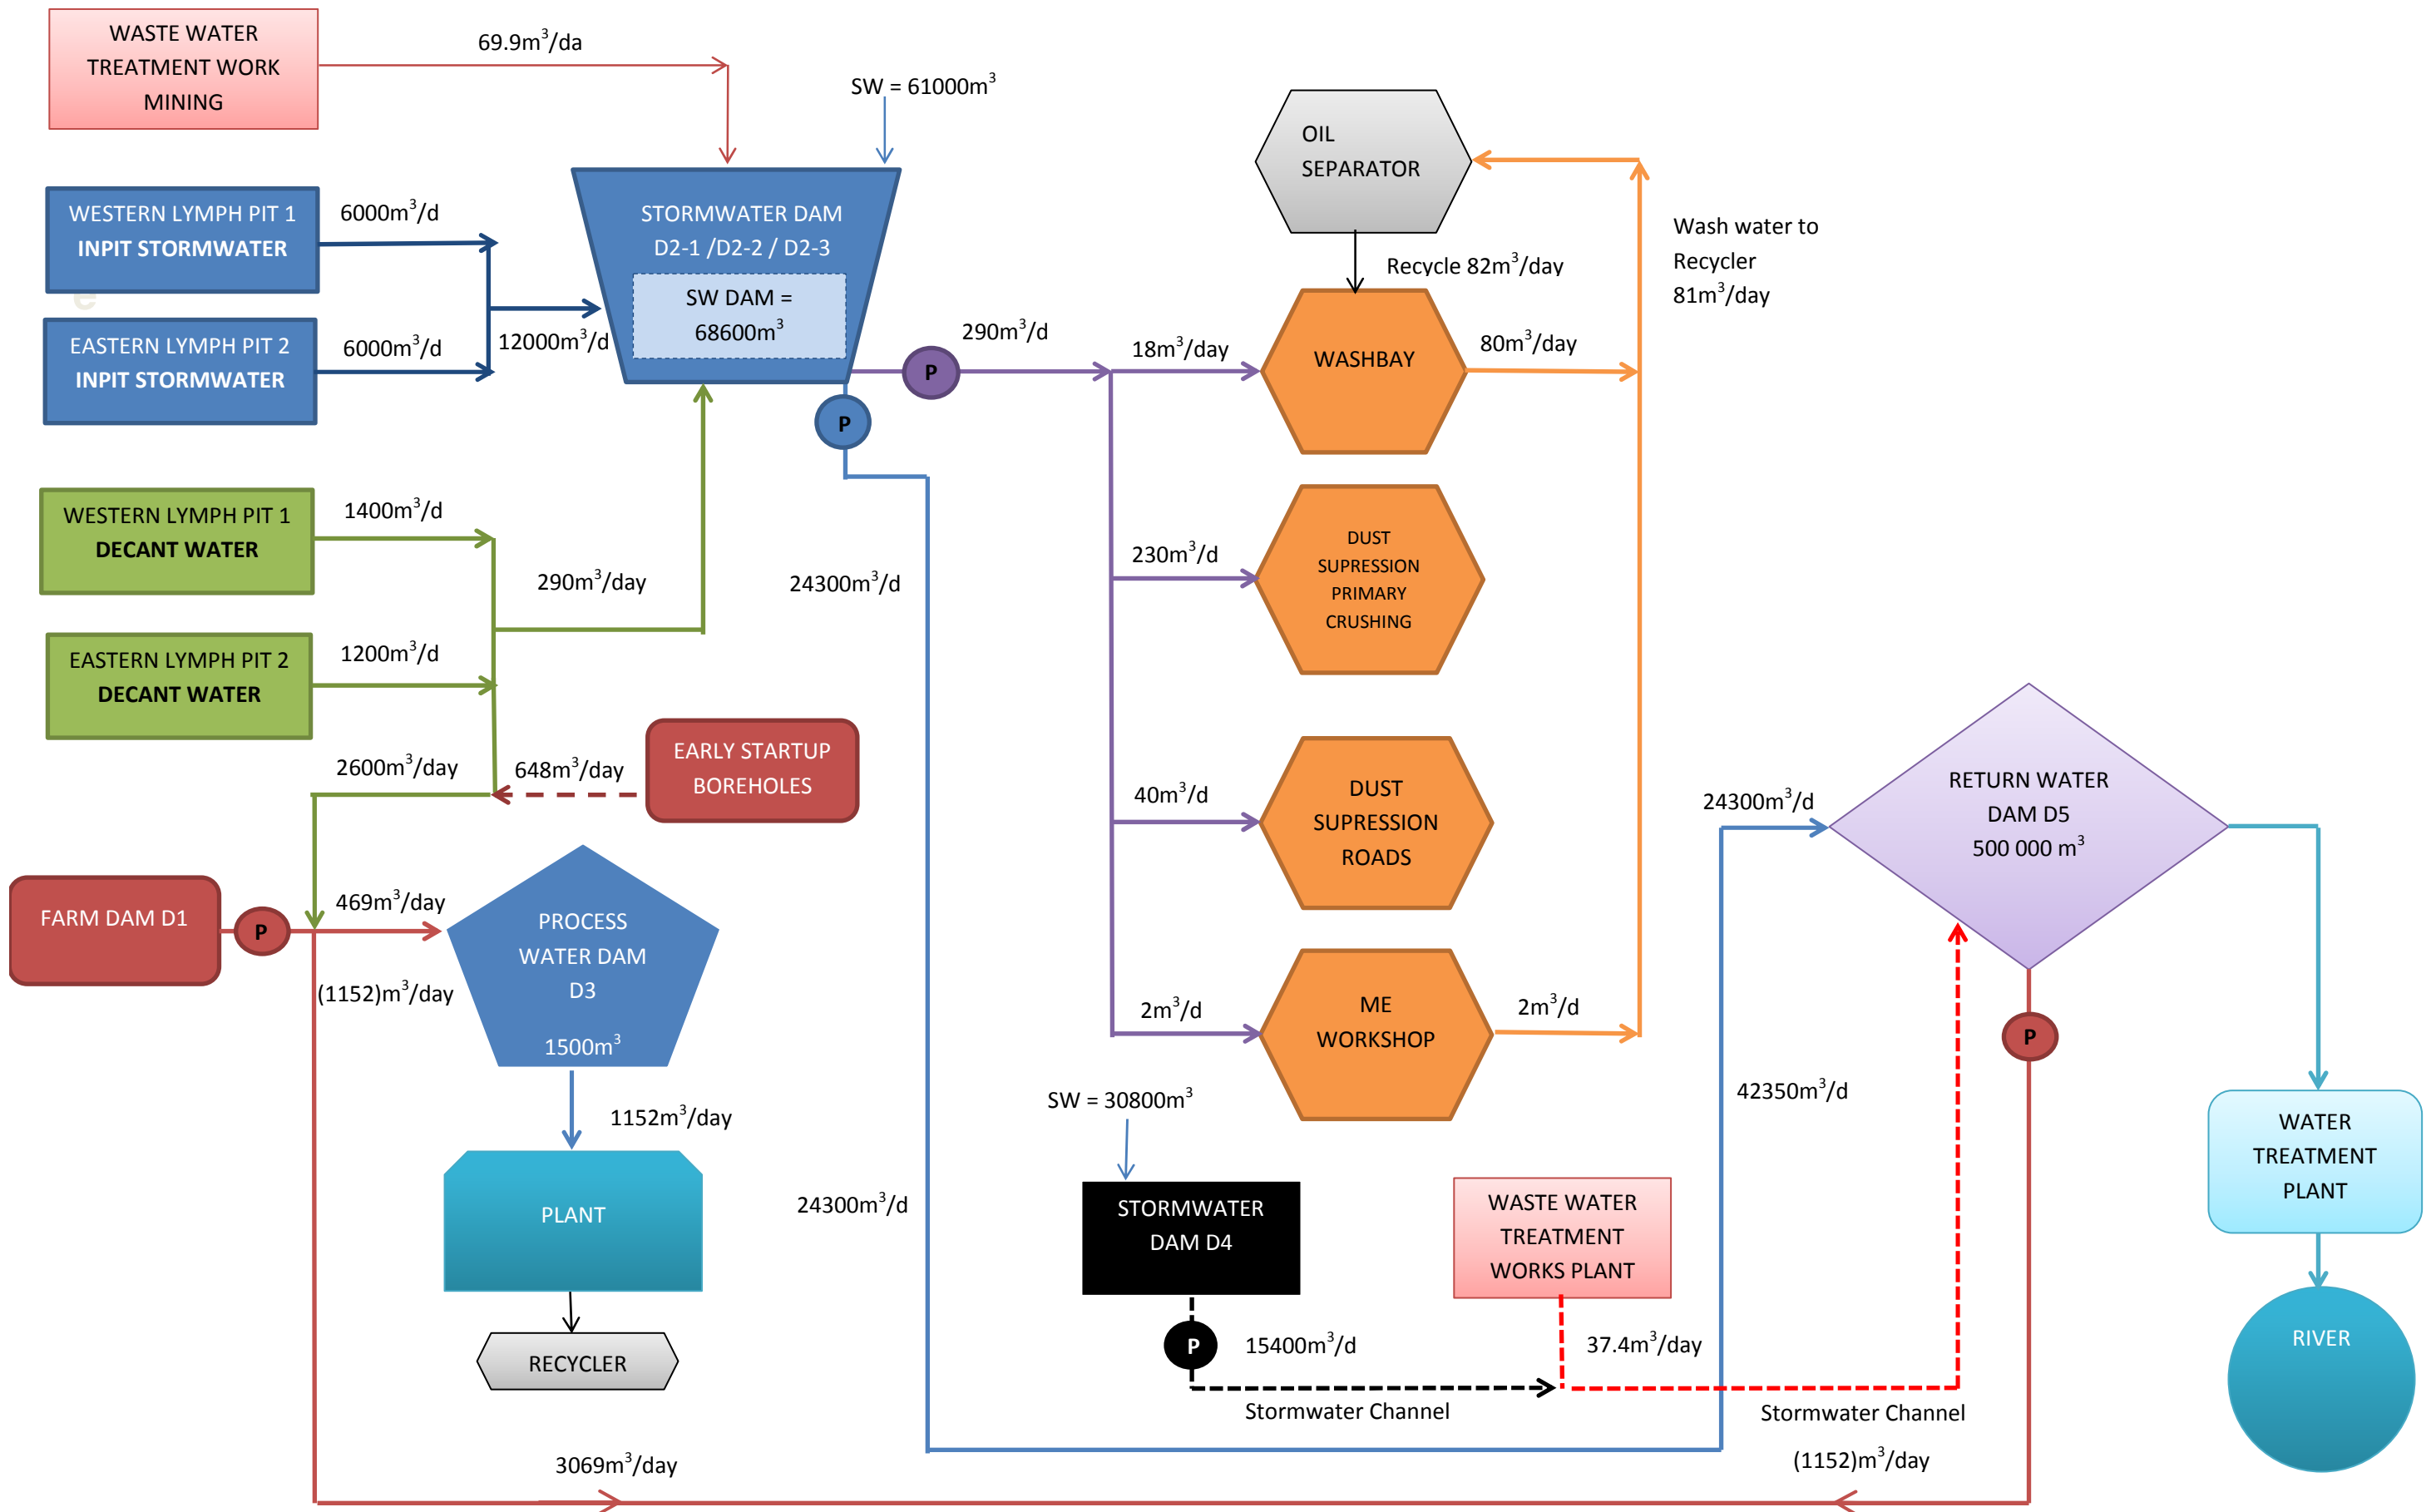 WASTE WATER
TREATMENT WORK
MINING
69.9m³/da
SW = 61000m³
WESTERN LYMPH PIT 1
INPIT STORMWATER
6000m³/d
EASTERN LYMPH PIT 2
INPIT STORMWATER
6000m³/d
12000m³/d
e
STORMWATER DAM
D2-1 /D2-2 / D2-3
SW DAM =
68600m³
P
290m³/d
P
OIL
SEPARATOR
Recycle 82m³/day
Wash water to
Recycler
81m³/day
18m³/day
WASHBAY
80m³/day
WESTERN LYMPH PIT 1
DECANT WATER
1400m³/d
EASTERN LYMPH PIT 2
DECANT WATER
1200m³/d
290m³/day
24300m³/d
230m³/d
DUST
SUPRESSION
PRIMARY
CRUSHING
2600m³/day
648m³/day
EARLY STARTUP
BOREHOLES
40m³/d
DUST
SUPRESSION
ROADS
24300m³/d
RETURN WATER
DAM D5
500 000 m³
FARM DAM D1
P
469m³/day
(1152)m³/day
PROCESS
WATER DAM
D3
1500m³
2m³/d
ME
WORKSHOP
2m³/d
P
1152m³/day
SW = 30800m³
42350m³/d
WATER
TREATMENT
PLANT
PLANT
24300m³/d
STORMWATER
DAM D4
WASTE WATER
TREATMENT
WORKS PLANT
RECYCLER
P
15400m³/d
37.4m³/day
RIVER
Stormwater Channel
Stormwater Channel
3069m³/day
(1152)m³/day